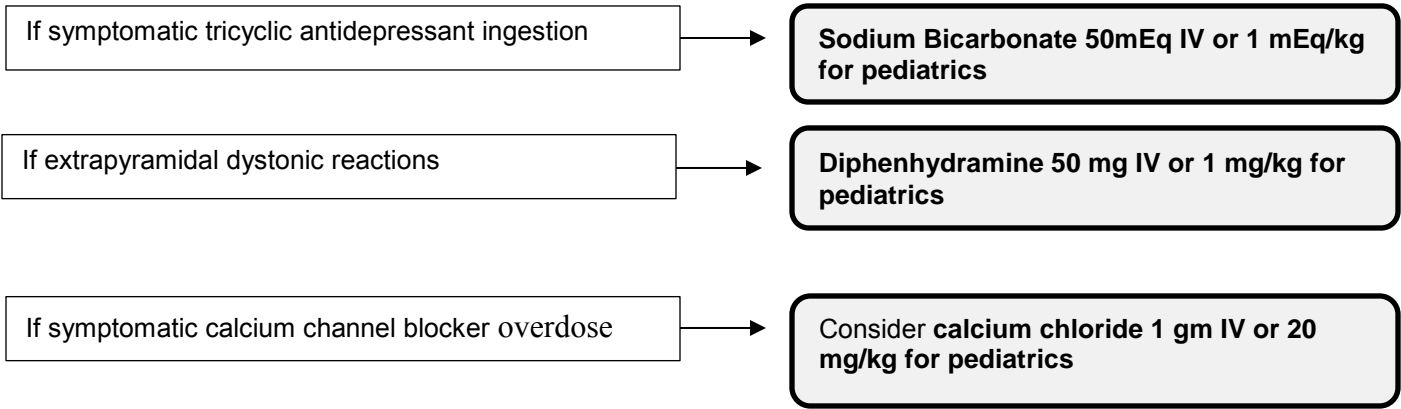 If symptomatic tricyclic antidepressant ingestion
Sodium Bicarbonate 50mEq IV or 1 mEq/kg
for pediatrics
If extrapyramidal dystonic reactions
Diphenhydramine 50 mg IV or 1 mg/kg for
pediatrics
If symptomatic calcium channel blocker overdose
Consider calcium chloride 1 gm IV or 20
mg/kg for pediatrics